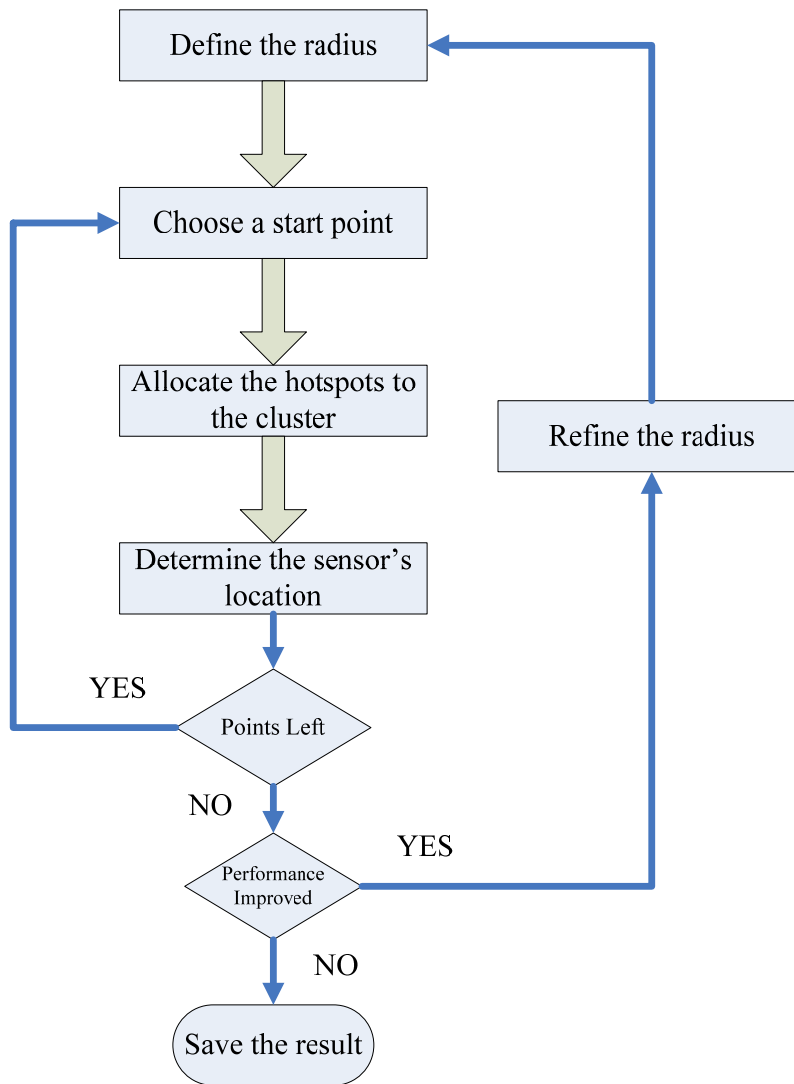 Define the radius
Choose a start point
Allocate the hotspots to
the cluster
Refine the radius
Determine the sensor’s
location
YES
Points Left
NO
YES
Performance
Improved
NO
Save the result